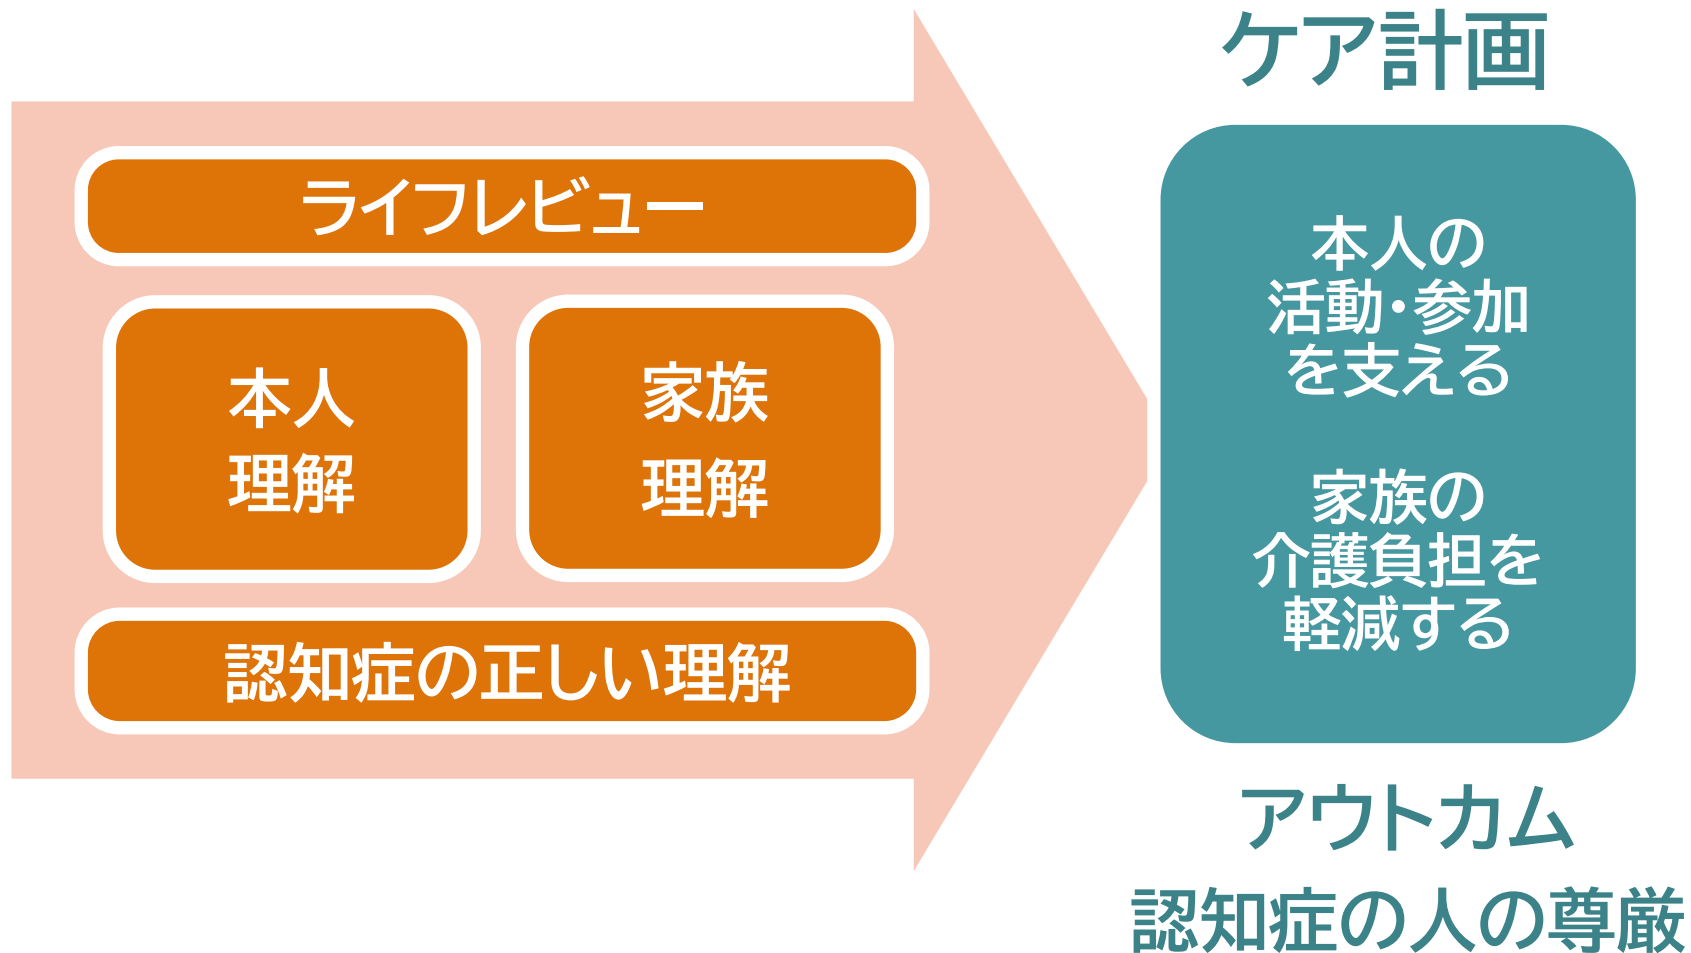 ケア計画
ライフレビュー
本人
理解
家族
理解
認知症の正しい理解
本人の
活動・参加
を支える
家族の
介護負担を
軽減する
アウトカム
認知症の人の尊厳